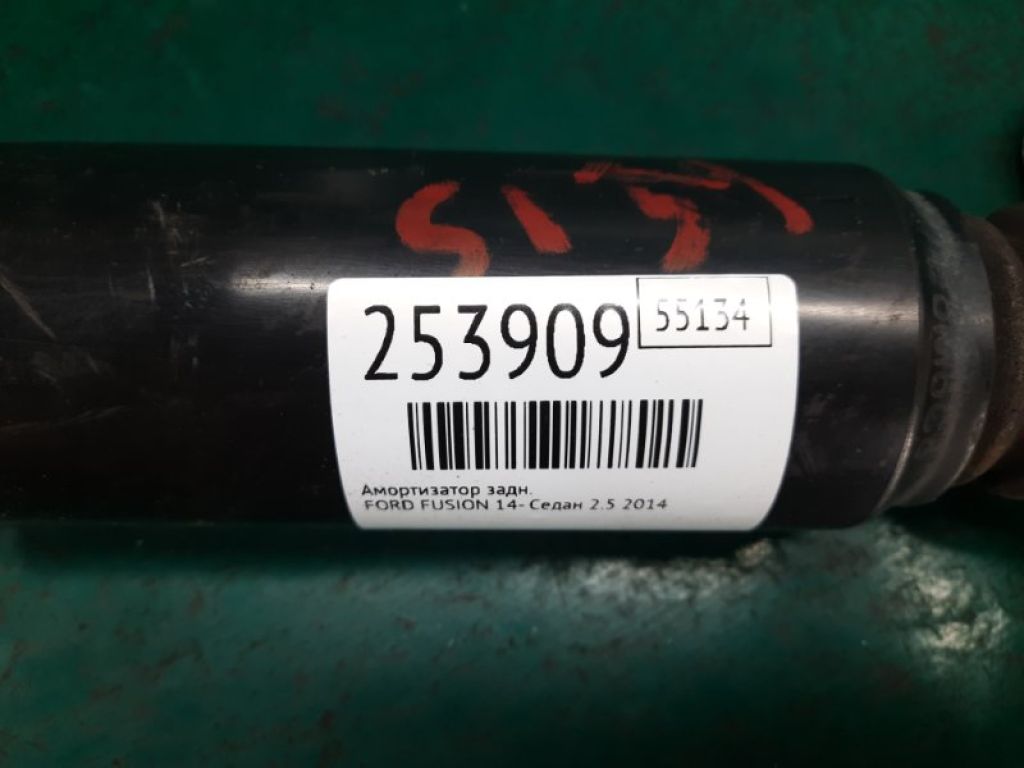 253909
55134
Амортизатор задн.
FORD FUSION 14- Седан 2.5 2014